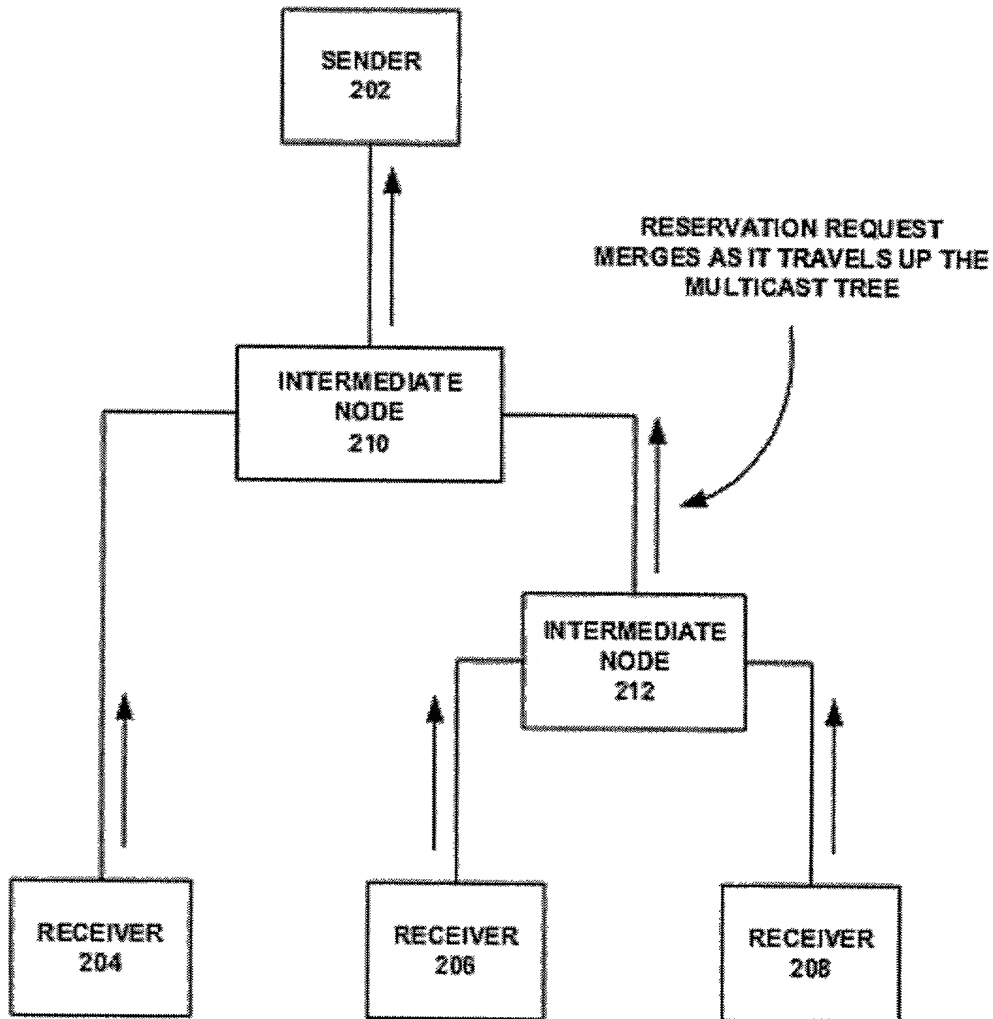 SENDER
202
RESERVATION REQUEST
MERGES AS IT TRAVELS UP THE
MULTICAST TREE
INTERMEDIATE
NODE
210
INTERMEDIATE
NODE
212
RECEIVER
204
RECEIVER
206
RECEIVER
208